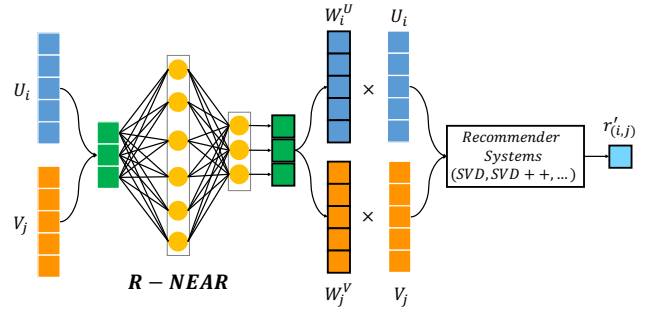 U_i
V_j
R − NEAR
W_i^U
U_i
×
×
W_j^V
V_j
Recommender
Systems
(SVD, SVD + +, …)
r′_(i,j)